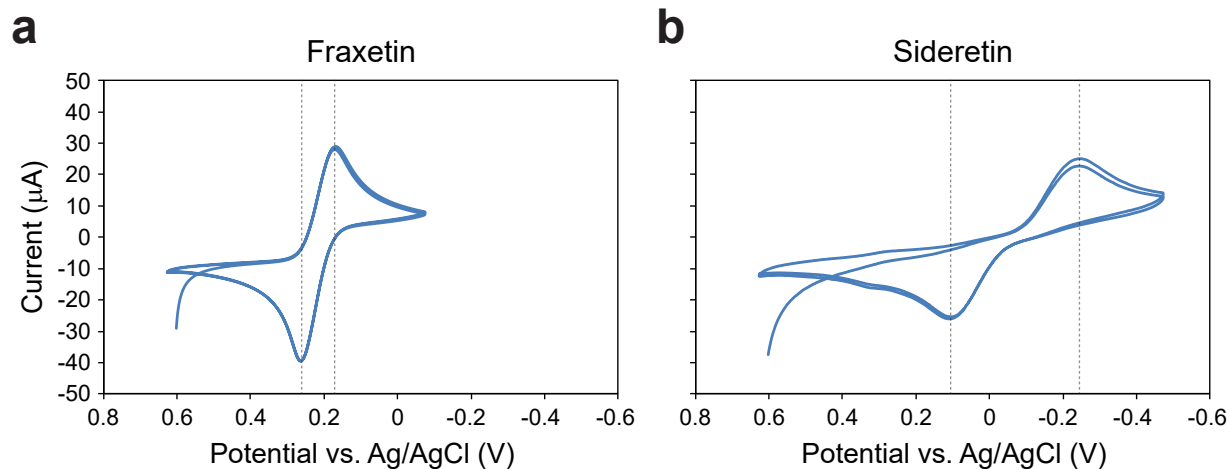 a
Fraxetin
50
40
30
20
10
0
-10
-20
-30
-40
-50
Current (µA)
0.8 0.6 0.4 0.2 0 -0.2 -0.4 -0.6
Potential vs. Ag/AgCl (V)
b
Sideretin
0.8 0.6 0.4 0.2 0 -0.2 -0.4 -0.6
Potential vs. Ag/AgCl (V)